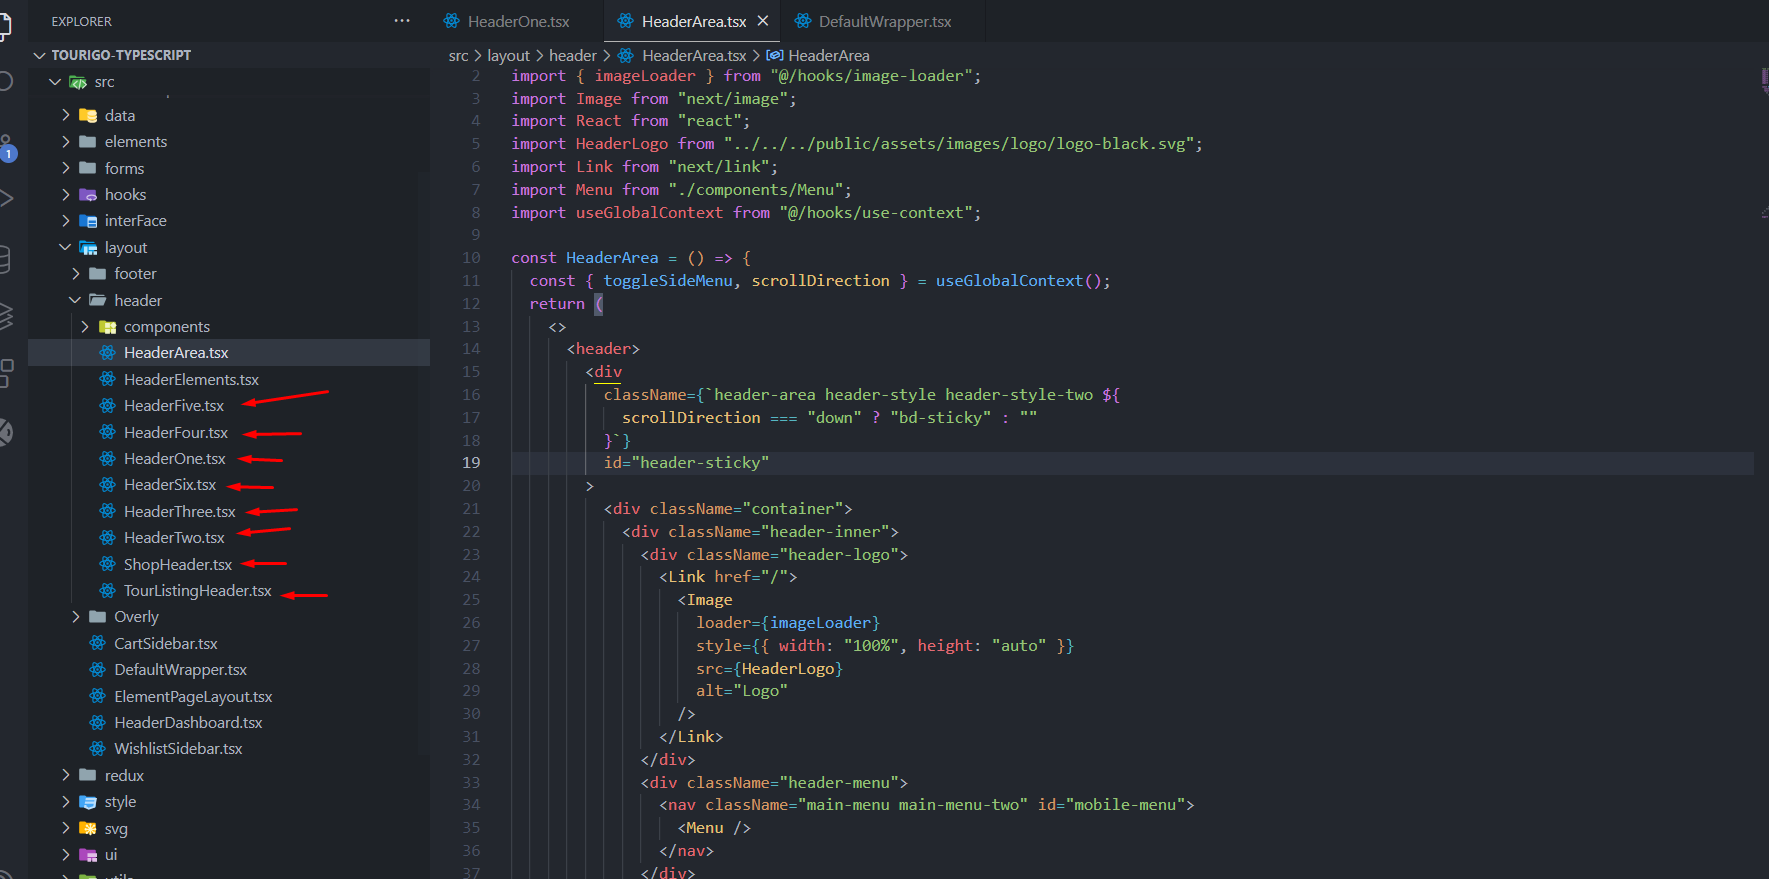 EXPLORER
TOURIGO-TYPESCRIPT
src
data
elements
forms
hooks
interFace
layout
footer
header
components
HeaderArea.tsx
HeaderElements.tsx
HeaderFive.tsx
HeaderFour.tsx
HeaderOne.tsx
HeaderSix.tsx
HeaderThree.tsx
HeaderTwo.tsx
ShopHeader.tsx
TourListingHeader.tsx
Overly
CartSidebar.tsx
DefaultWrapper.tsx
ElementPageLayout.tsx
HeaderDashboard.tsx
WishlistSidebar.tsx
redux
style
svg
ui
1
HeaderOne.tsx HeaderArea.tsx DefaultWrapper.tsx
src > layout > header > HeaderArea.tsx > HeaderArea
2 import { imageLoader } from "@/hooks/image-loader";
3 import Image from "next/image";
4 import React from "react";
5 import HeaderLogo from "../../../public/assets/images/logo/logo-black.svg";
6 import Link from "next/link";
7 import Menu from "./components/Menu";
8 import useGlobalContext from "@/hooks/use-context";
9
10 const HeaderArea = () => {
11 const { toggleSideMenu, scrollDirection } = useGlobalContext();
12 return (
13 <>
14 <header>
15 <div
16 className={`header-area header-style header-style-two ${
17 scrollDirection === "down" ? "bd-sticky" : ""
18 }`}
19 id="header-sticky"
20 >
21 <div className="container">
22 <div className="header-inner">
23 <div className="header-logo">
24 <Link href="/">
25 <Image
26 loader={imageLoader}
27 style={{ width: "100%", height: "auto" }}
28 src={HeaderLogo}
29 alt="Logo"
30 />
31 </Link>
32 </div>
33 <div className="header-menu">
34 <nav className="main-menu main-menu-two" id="mobile-menu">
35 <Menu />
36 </nav>
37 </div>